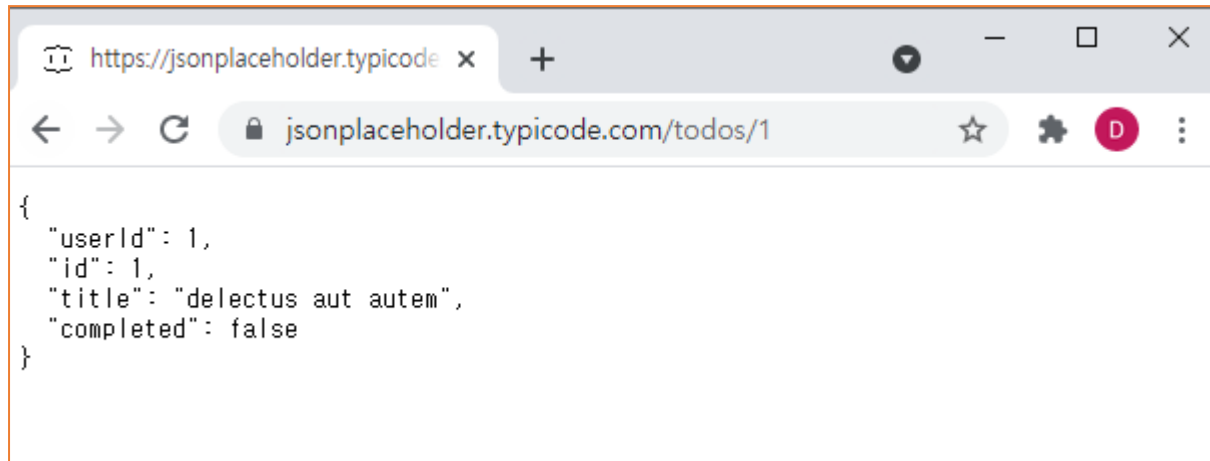 https://jsonplaceholder.typicode
jsonplaceholder.typicode.com/todos/1
D
{
  "userId": 1,
  "id": 1,
  "title": "delectus aut autem",
  "completed": false
}